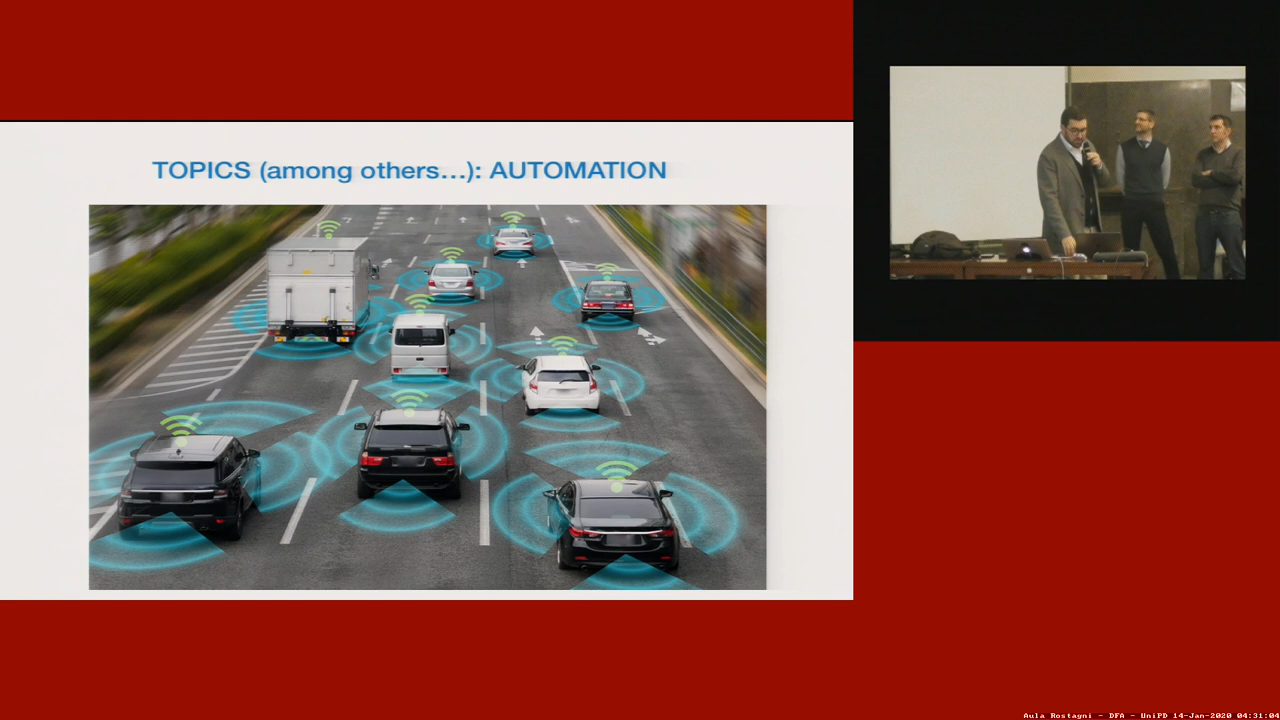 TOPICS (among others...): AUTOMATION
Aula Rostagni - DFA - UniPD 14-Jan-2020 04:31:04